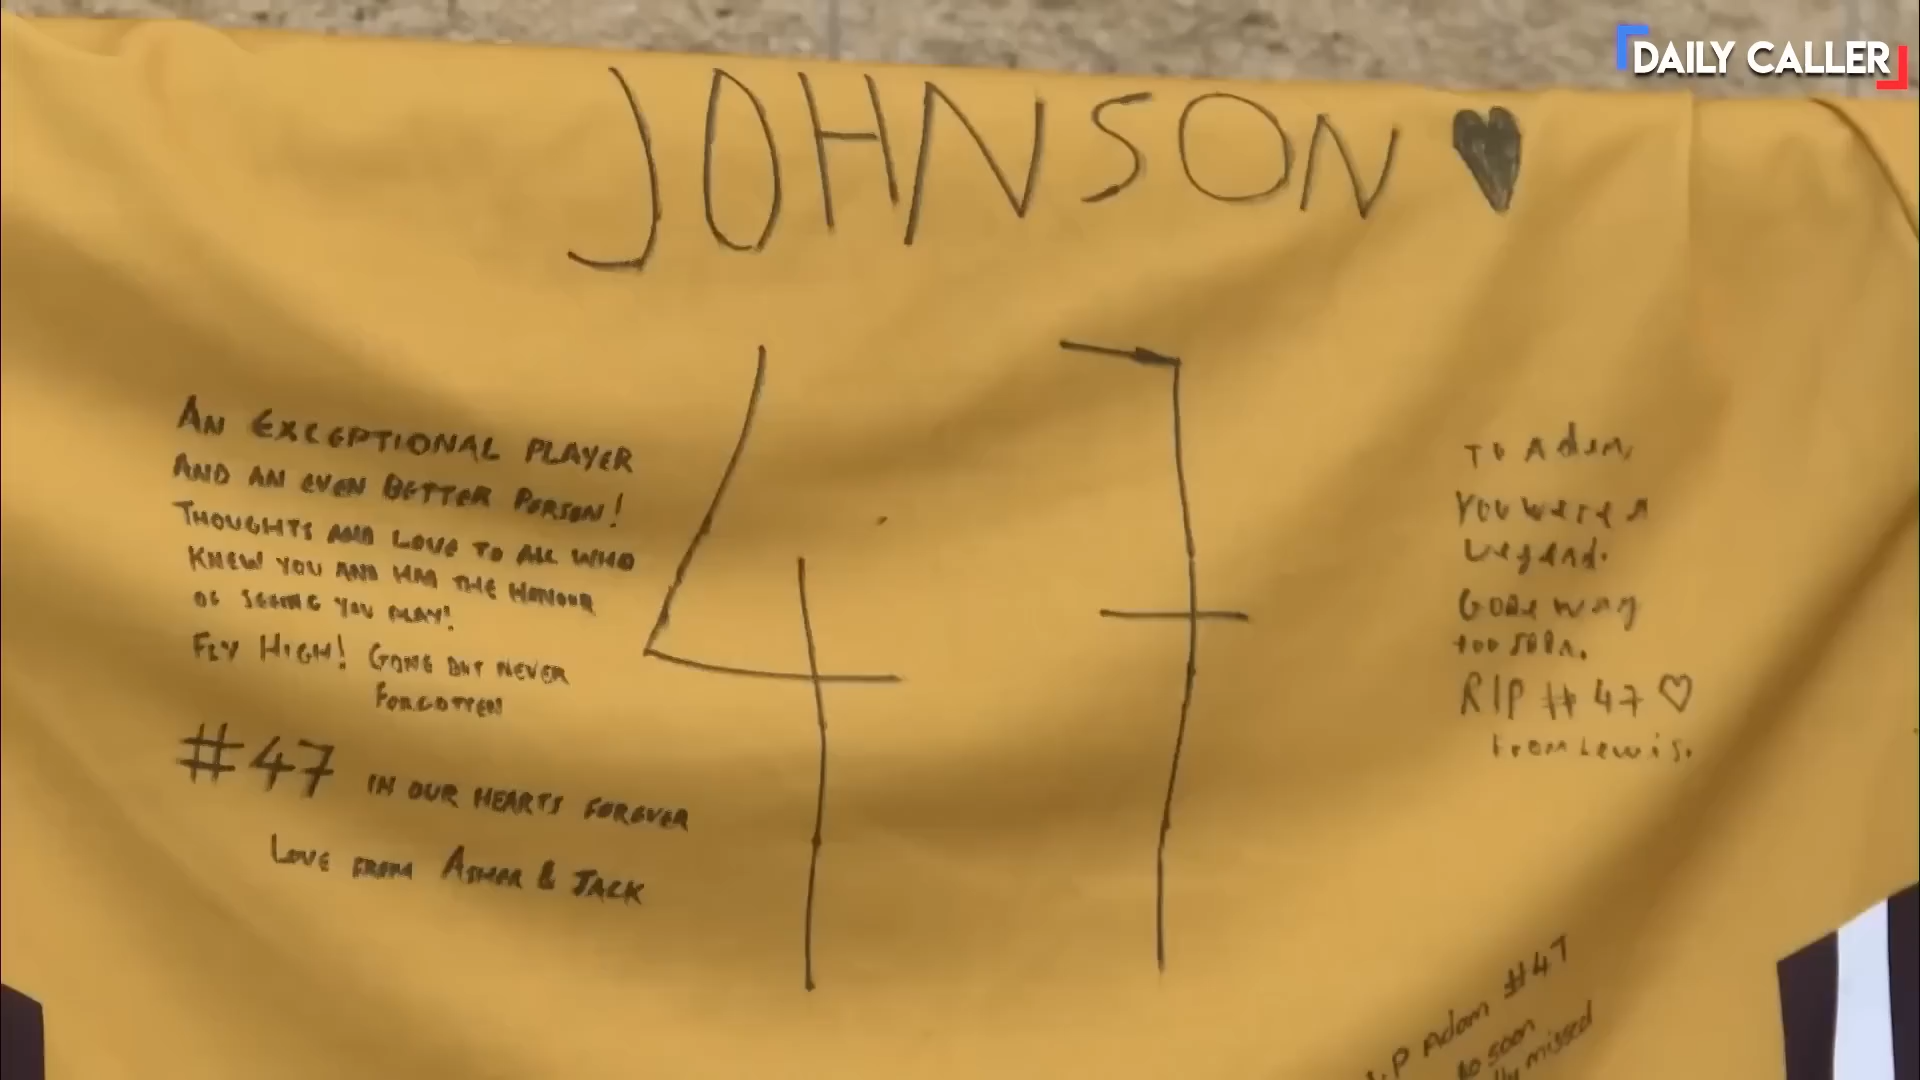 DAILY CALLER
JOHNSON
47
AN EXCEPTIONAL PLAYER
AND AN EVEN BETTER PERSON!
THOUGHTS AND LOVE TO ALL WHO
KNEW YOU AND HAD THE HONOUR
OF SEEING YOU PLAY!
FLY HIGH! GONE BUT NEVER
FORGOTTEN
#47 IN OUR HEARTS FOREVER
LOVE FROM & JACK
To Adam,
You were a
Legend.
Gone way
too soon.
RIP #47
From Lewis.
Adam #47
soon
missed